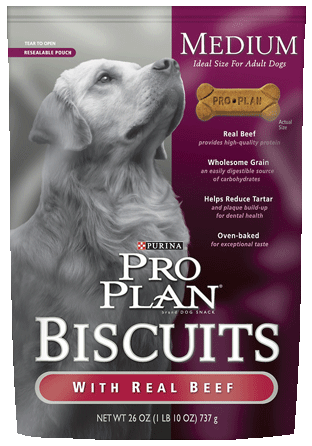 TEAR TO OPEN
RESEALABLE POUCH
MEDIUM
Ideal Size For Adult Dogs
PRO PLAN
Actual
Size
Real Beef
provides high-quality protein
Wholesome Grain
an easily digestible source
of carbohydrates
Helps Reduce Tartar
and plaque build-up
for dental health
Oven-baked
for exceptional taste
PURINA
PRO
PLAN®
brand DOG SNACK
BISCUITS
WITH REAL BEEF
NET WT 26 OZ (1 LB 10 OZ) 737 g